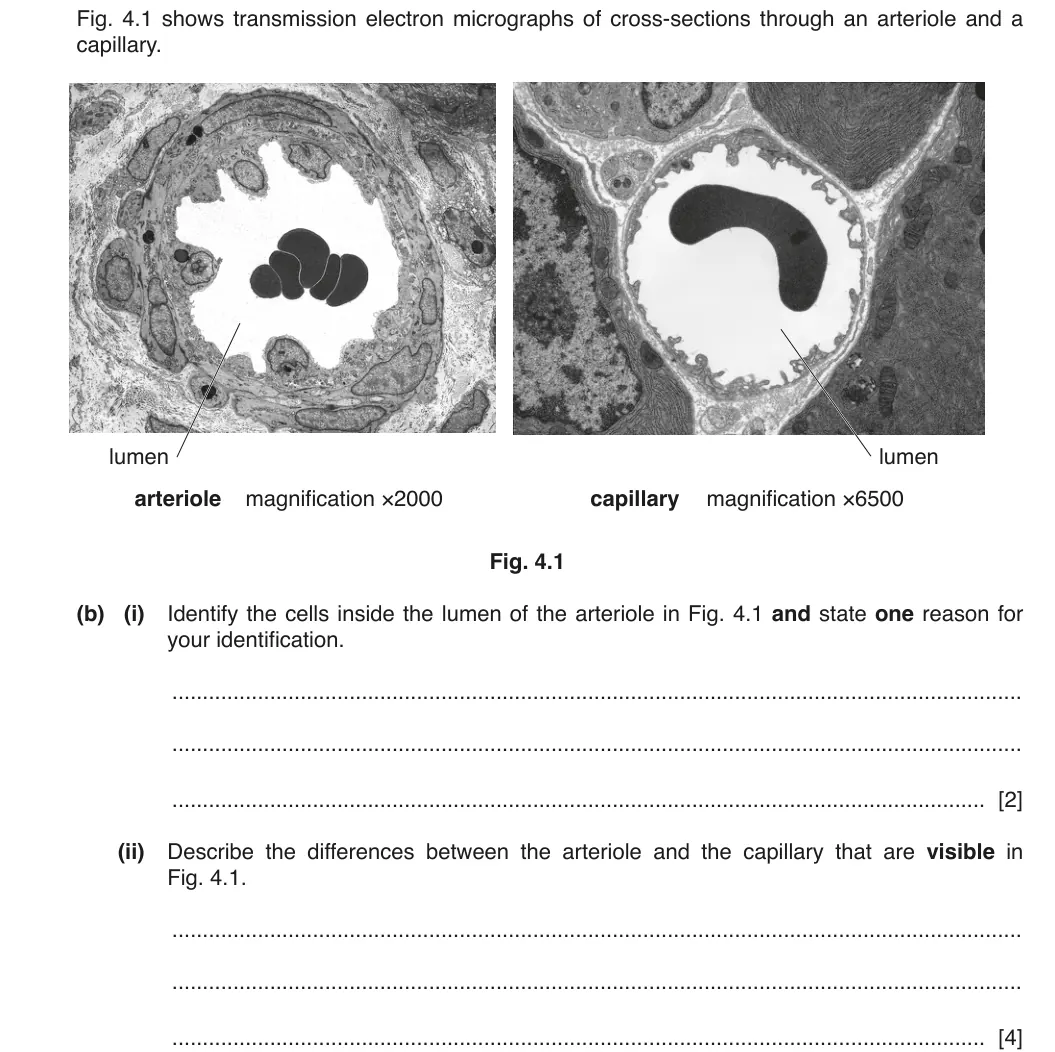 Fig. 4.1 shows transmission electron micrographs of cross-sections through an arteriole and a
capillary.
lumen
lumen
arteriole magnification ×2000
capillary magnification ×6500
Fig. 4.1
(b) (i) Identify the cells inside the lumen of the arteriole in Fig. 4.1 and state one reason for
your identification.
..........................................................................................................................................
..........................................................................................................................................
.................................................................................................................................... [2]
(ii) Describe the differences between the arteriole and the capillary that are visible in
Fig. 4.1.
..........................................................................................................................................
..........................................................................................................................................
.................................................................................................................................... [4]